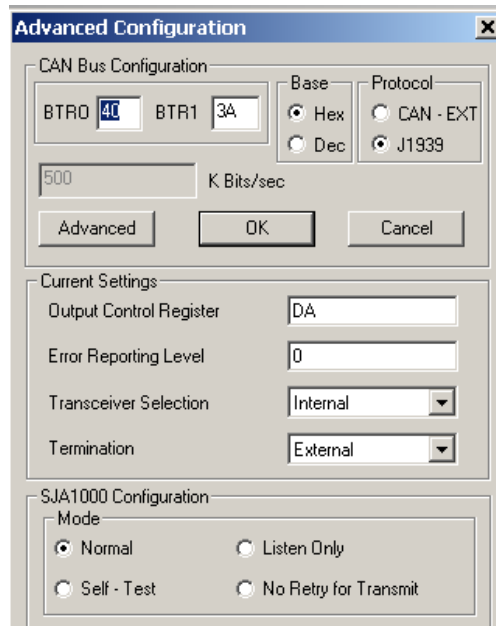 Advanced Configuration
CAN Bus Configuration
BTR0 40 BTR1 3A
Base
Hex
Dec
Protocol
CAN - EXT
J1939
500 K Bits/sec
Advanced OK Cancel
Current Settings
Output Control Register DA
Error Reporting Level 0
Transceiver Selection Internal
Termination External
SJA1000 Configuration
Mode
Normal Listen Only
Self - Test No Retry for Transmit